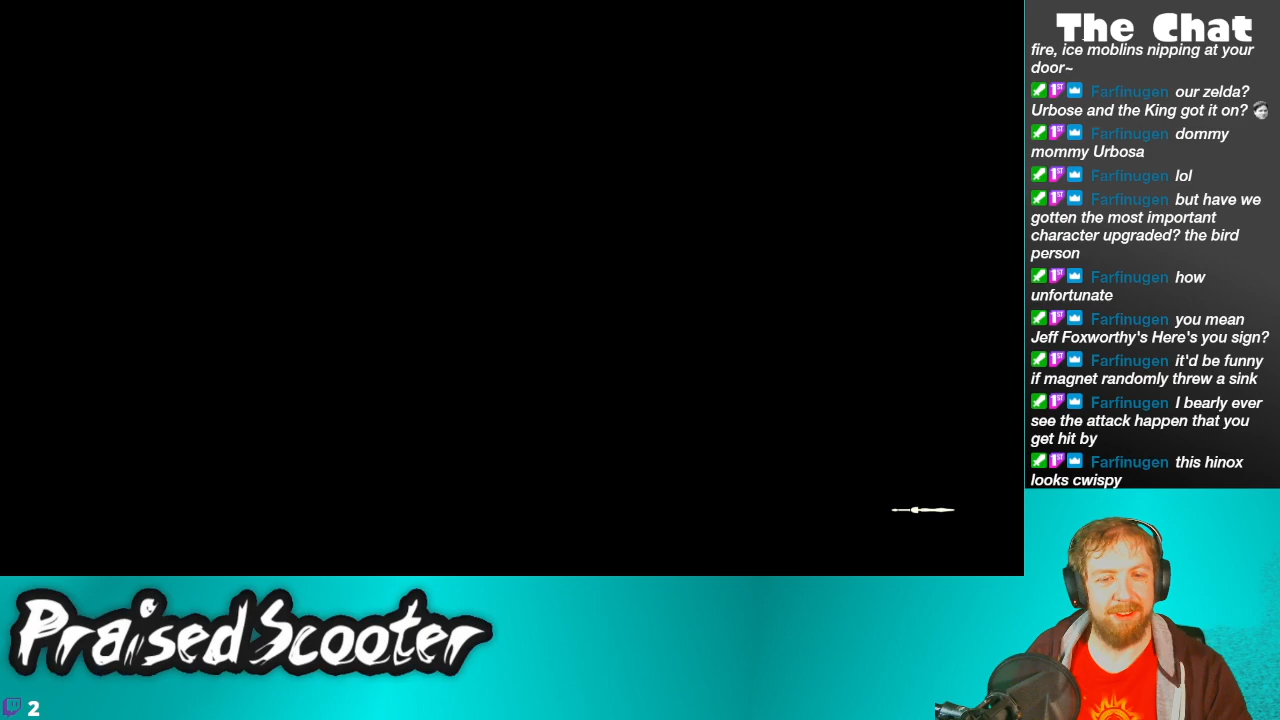 The Chat
fire, ice moblins nipping at your
door~
Farfinugen our zelda?
Urbose and the King got it on?
Farfinugen dommy
mommy Urbosa
Farfinugen lol
Farfinugen but have we
gotten the most important
character upgraded? the bird
person
Farfinugen how
unfortunate
Farfinugen you mean
Jeff Foxworthy's Here's you sign?
Farfinugen it'd be funny
if magnet randomly threw a sink
Farfinugen I bearly ever
see the attack happen that you
get hit by
Farfinugen this hinox
looks cwispy
PraisedScooter
2